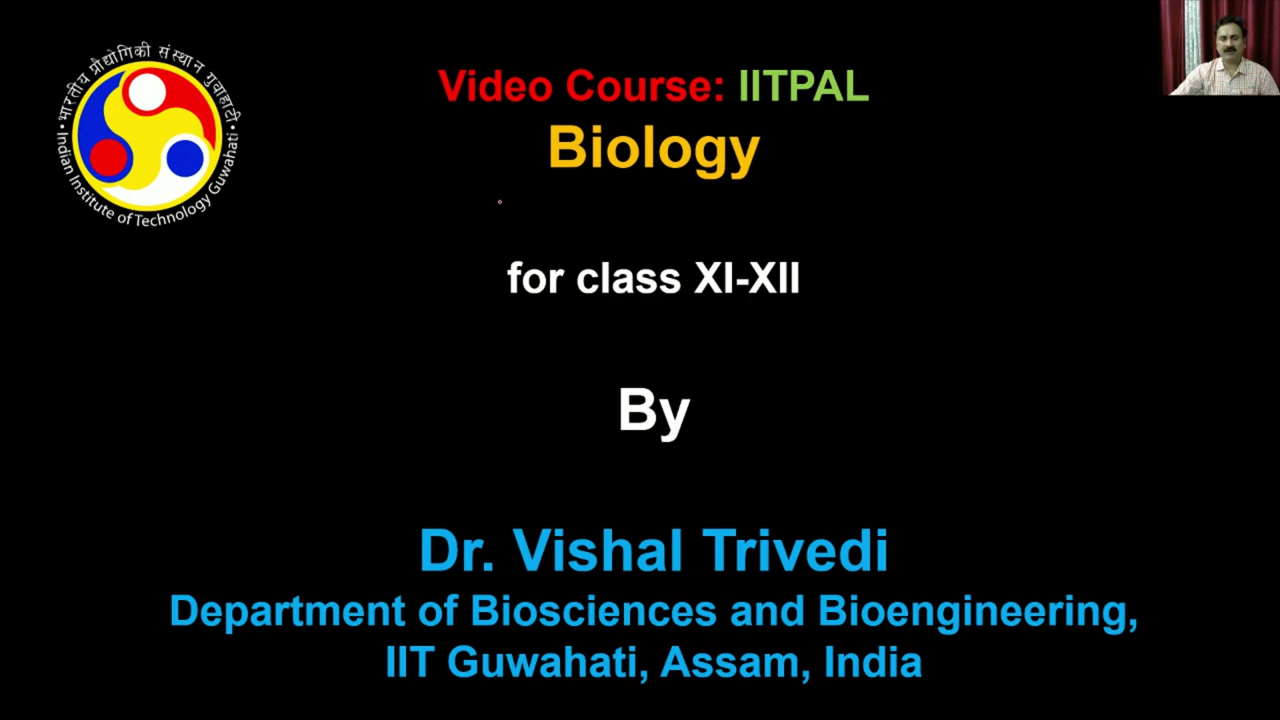 भारतीय प्रौद्योगिकी संस्थान गुवाहाटी
Indian Institute of Technology Guwahati
Video Course: IITPAL
Biology
for class XI-XII
By
Dr. Vishal Trivedi
Department of Biosciences and Bioengineering,
IIT Guwahati, Assam, India